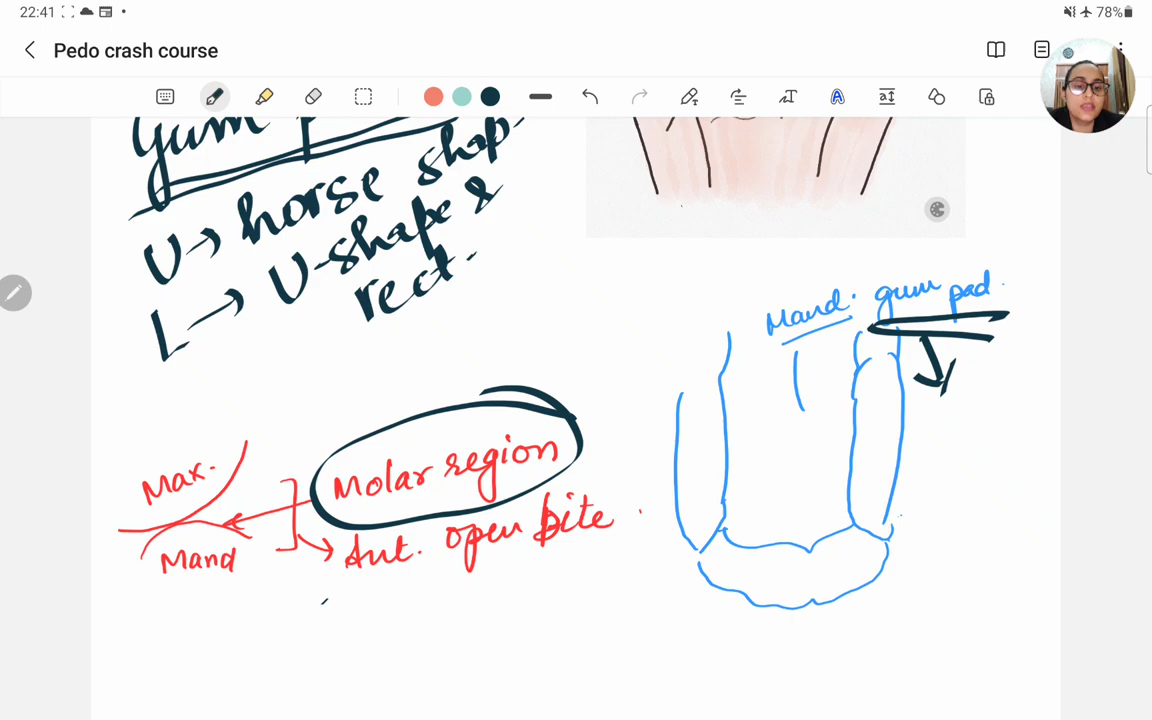 22:41
78%
Pedo crash course
Gum
U → horse shap
L → U-shape &
rect.
Mand. gum pad.
Max.
Mand
Molar region
Ant. open bite